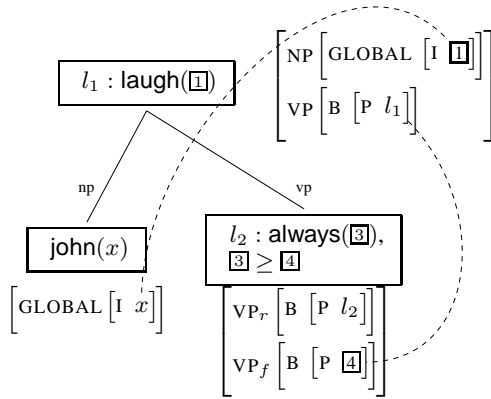 l₁ : laugh(1)
[NP [GLOBAL [I 1]]
VP [B [P l₁]]]
np
vp
john(x)
[GLOBAL [I x]]
l₂ : always(3),
3 ≥ 4
[VPᵣ [B [P l₂]]
VP_f [B [P 4]]]